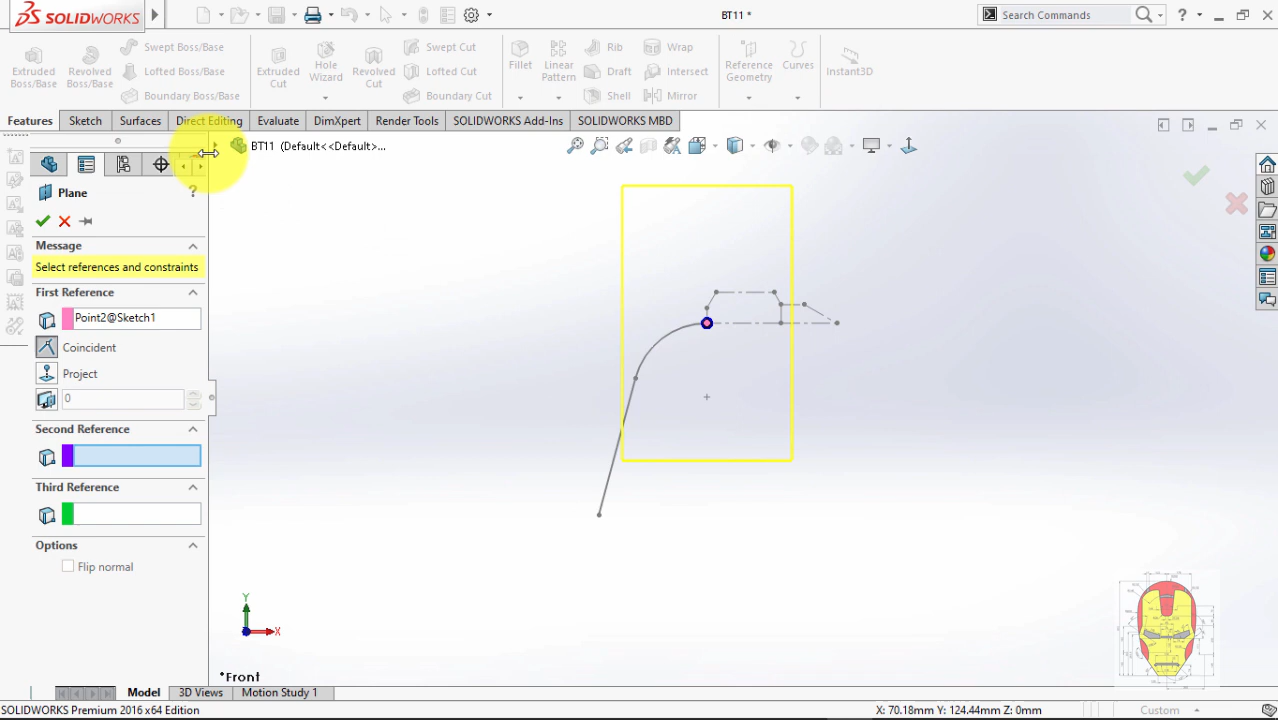 SOLIDWORKS
BT11 *
Search Commands
?
Extruded Boss/Base
Revolved Boss/Base
Swept Boss/Base
Lofted Boss/Base
Boundary Boss/Base
Extruded Cut
Hole Wizard
Revolved Cut
Swept Cut
Lofted Cut
Boundary Cut
Fillet
Linear Pattern
Rib
Draft
Shell
Wrap
Intersect
Mirror
Reference Geometry
Curves
Instant3D
Features
Sketch
Surfaces
Direct Editing
Evaluate
DimXpert
Render Tools
SOLIDWORKS Add-Ins
SOLIDWORKS MBD
BT11 (Default<<Default>...
Plane
?
Message
Select references and constraints
First Reference
Point2@Sketch1
Coincident
Project
0
Second Reference
Third Reference
Options
Flip normal
Y
X
*Front
Model
3D Views
Motion Study 1
SOLIDWORKS Premium 2016 x64 Edition
X: 70.18mm Y: 124.44mm Z: 0mm
Custom